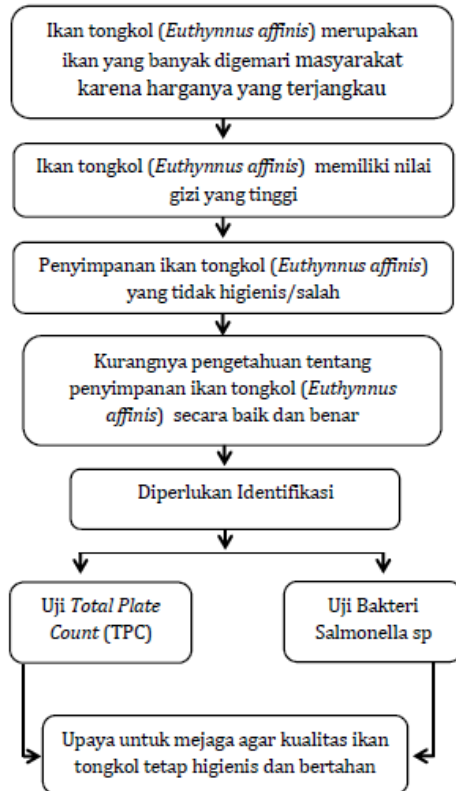 Ikan tongkol (Euthynnus affinis) merupakan
ikan yang banyak digemari masyarakat
karena harganya yang terjangkau
Ikan tongkol (Euthynnus affinis) memiliki nilai
gizi yang tinggi
Penyimpanan ikan tongkol (Euthynnus affinis)
yang tidak higienis/salah
Kurangnya pengetahuan tentang
penyimpanan ikan tongkol (Euthynnus
affinis) secara baik dan benar
Diperlukan Identifikasi
Uji Total Plate
Count (TPC)
Uji Bakteri
Salmonella sp
Upaya untuk mejaga agar kualitas ikan
tongkol tetap higienis dan bertahan